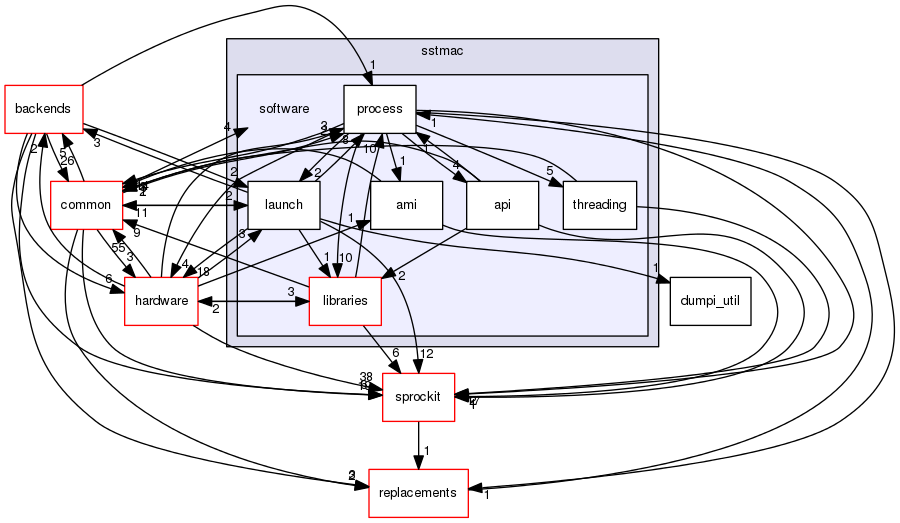 sstmac
1
software
process
backends
4
3
1
2
3
8
10
1
1
4
5
5
26
2
2
common
launch
ami
api
threading
2
11
1
9
3
55
3
4
18
1
10
2
6
hardware
2
3
libraries
1
dumpi_util
6
12
38
sprockit
1
replacements
1